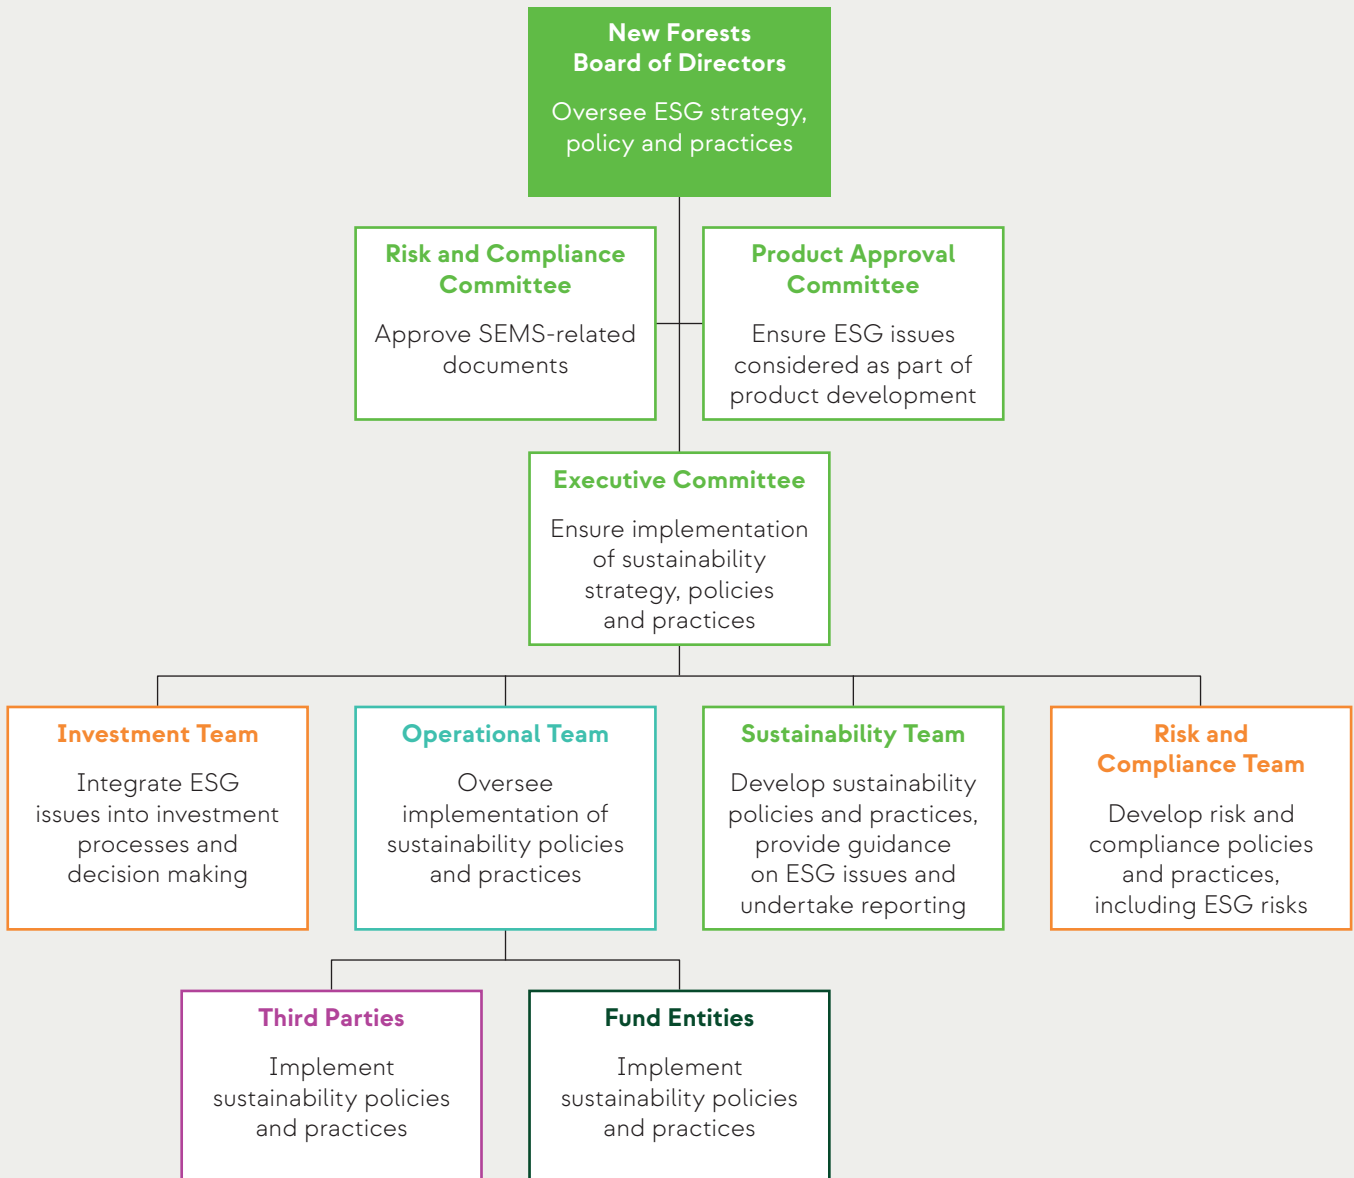 New Forests
Board of Directors
Oversee ESG strategy,
policy and practices
Risk and Compliance
Committee
Approve SEMS-related
documents
Product Approval
Committee
Ensure ESG issues
considered as part of
product development
Executive Committee
Ensure implementation
of sustainability
strategy, policies
and practices
Investment Team
Integrate ESG
issues into investment
processes and
decision making
Operational Team
Oversee
implementation of
sustainability policies
and practices
Sustainability Team
Develop sustainability
policies and practices,
provide guidance
on ESG issues and
undertake reporting
Risk and
Compliance Team
Develop risk and
compliance policies
and practices,
including ESG risks
Third Parties
Implement
sustainability policies
and practices
Fund Entities
Implement
sustainability policies
and practices